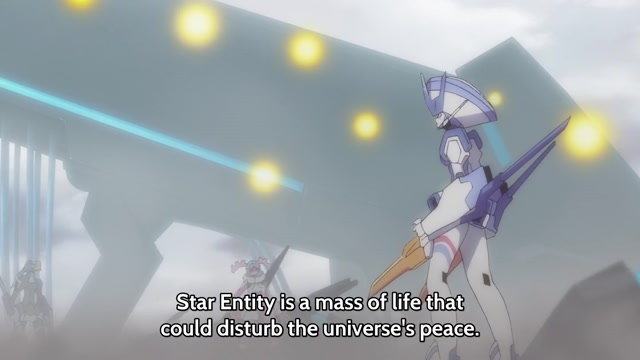 Star Entity is a mass of life that
could disturb the universe's peace.